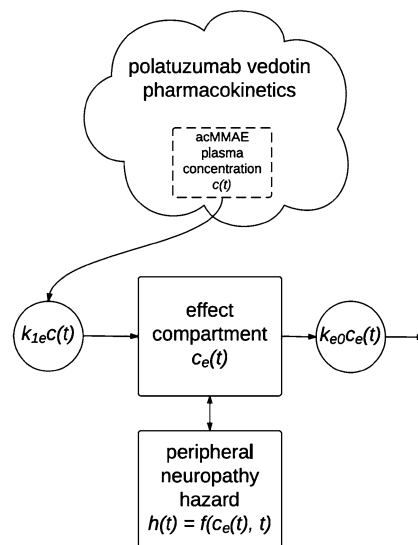 polatuzumab vedotin
pharmacokinetics
acMMAE
plasma
concentration
c(t)
k1ec(t)
effect
compartment
ce(t)
ke0ce(t)
peripheral
neuropathy
hazard
h(t) = f(ce(t), t)